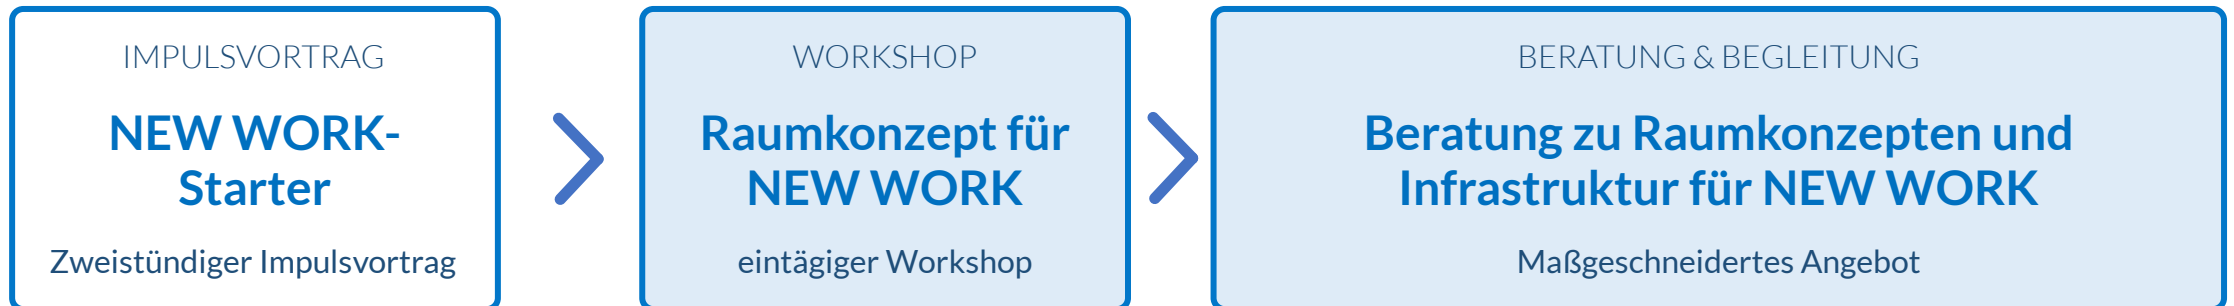 IMPULSVORTRAG
NEW WORK-
Starter
Zweistündiger Impulsvortrag
WORKSHOP
Raumkonzept für
NEW WORK
eintägiger Workshop
BERATUNG & BEGLEITUNG
Beratung zu Raumkonzepten und
Infrastruktur für NEW WORK
Maßgeschneidertes Angebot